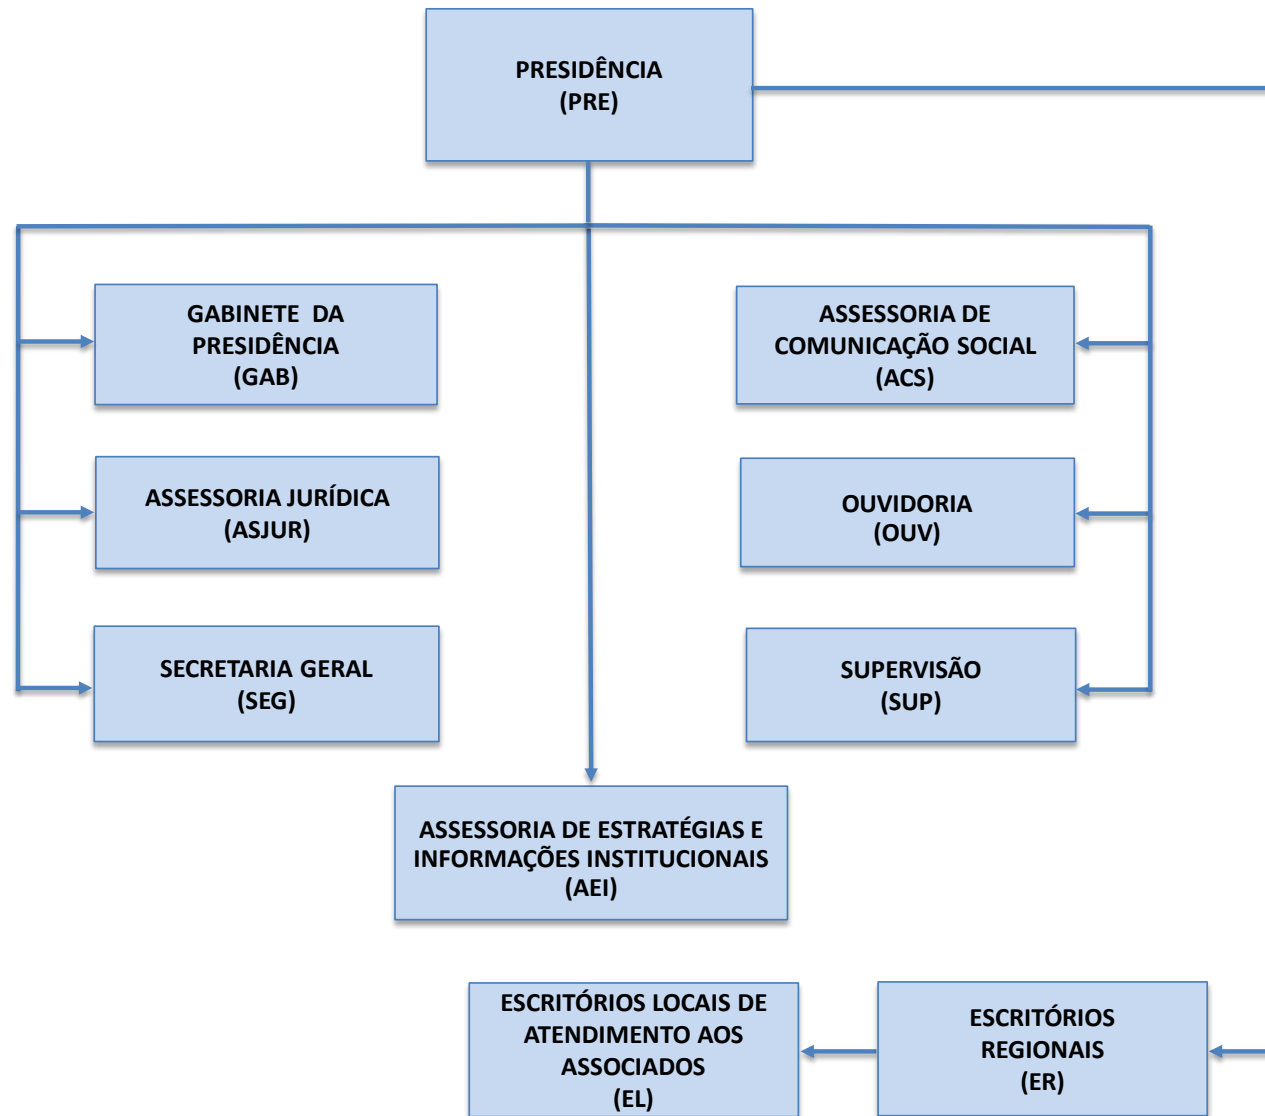 PRESIDÊNCIA
(PRE)
GABINETE DA
PRESIDÊNCIA
(GAB)
ASSESSORIA DE
COMUNICAÇÃO SOCIAL
(ACS)
ASSESSORIA JURÍDICA
(ASJUR)
OUVIDORIA
(OUV)
SECRETARIA GERAL
(SEG)
SUPERVISÃO
(SUP)
ASSESSORIA DE ESTRATÉGIAS E
INFORMAÇÕES INSTITUCIONAIS
(AEI)
ESCRITÓRIOS LOCAIS DE
ATENDIMENTO AOS
ASSOCIADOS
(EL)
ESCRITÓRIOS
REGIONAIS
(ER)